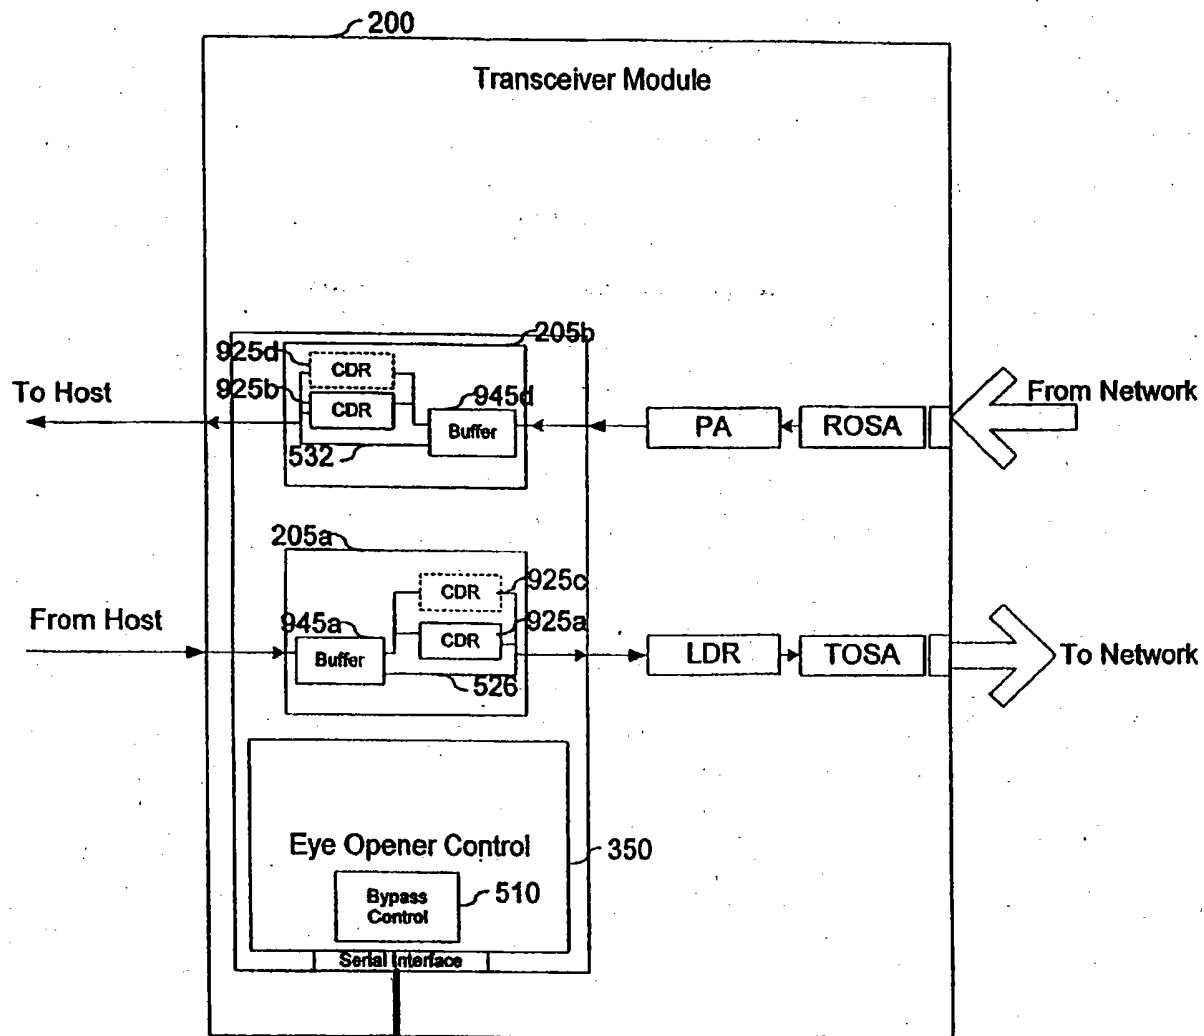 200
Transceiver Module
205b
925d
CDR
To Host
925b
CDR
945d
Buffer
532
PA
ROSA
From Network
205a
925c
CDR
From Host
945a
Buffer
CDR
925a
526
LDR
TOSA
To Network
Eye Opener Control
350
Bypass
Control
510
Serial Interface